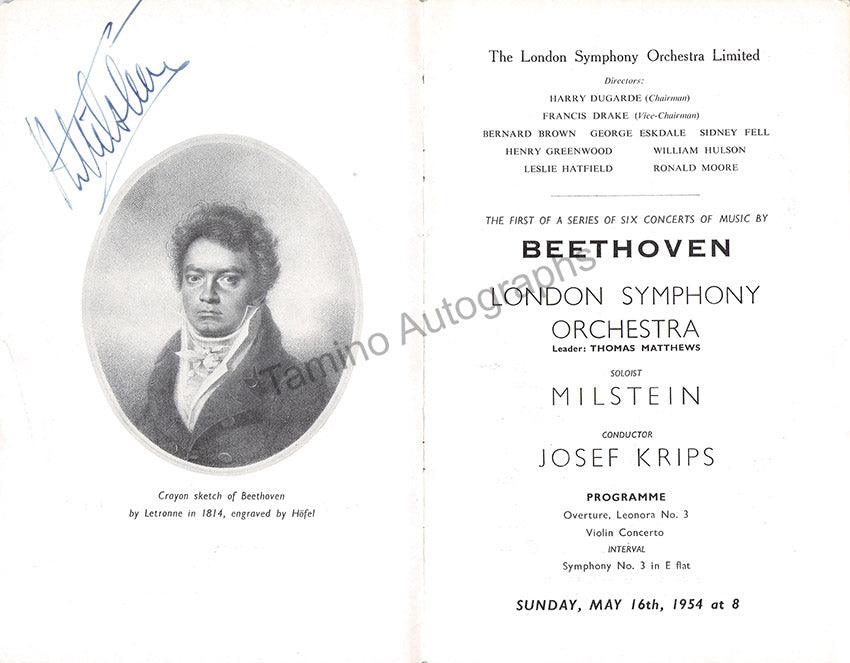 N Milstein
Crayon sketch of Beethoven
by Letronne in 1814, engraved by Höfel
The London Symphony Orchestra Limited
Directors:
HARRY DUGARDE (Chairman)
FRANCIS DRAKE (Vice-Chairman)
BERNARD BROWN GEORGE ESKDALE SIDNEY FELL
HENRY GREENWOOD WILLIAM HULSON
LESLIE HATFIELD RONALD MOORE
THE FIRST OF A SERIES OF SIX CONCERTS OF MUSIC BY
BEETHOVEN
LONDON SYMPHONY
ORCHESTRA
Leader: THOMAS MATTHEWS
SOLOIST
MILSTEIN
CONDUCTOR
JOSEF KRIPS
PROGRAMME
Overture, Leonora No. 3
Violin Concerto
INTERVAL
Symphony No. 3 in E flat
SUNDAY, MAY 16th, 1954 at 8
Tamino Autographs